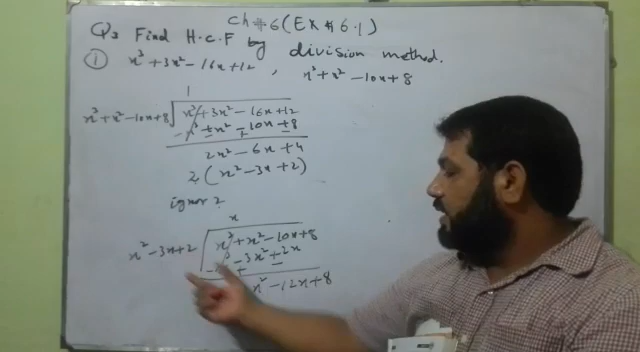 Ch # 6 (Ex # 6.1)
Q3 Find H.C.F by division method.
① x³ + 3x² - 16x + 12 , x³ + x² - 10x + 8
1
x³ + x² - 10x + 8 √ x³ + 3x² - 16x + 12
- x³ ± x² ∓ 10x ± 8
2x² - 6x + 4
2 ( x² - 3x + 2 )
ignor 2
x
x² - 3x + 2 √ x³ + x² - 10x + 8
- 3x² + 2x
x² - 12x + 8